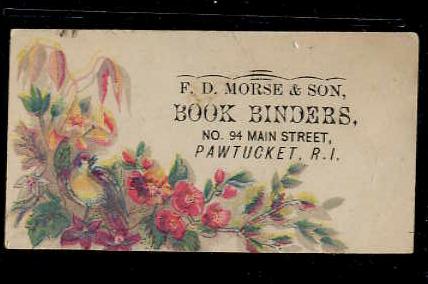 F. D. MORSE & SON,
BOOK BINDERS,
NO. 94 MAIN STREET,
PAWTUCKET, R.I.